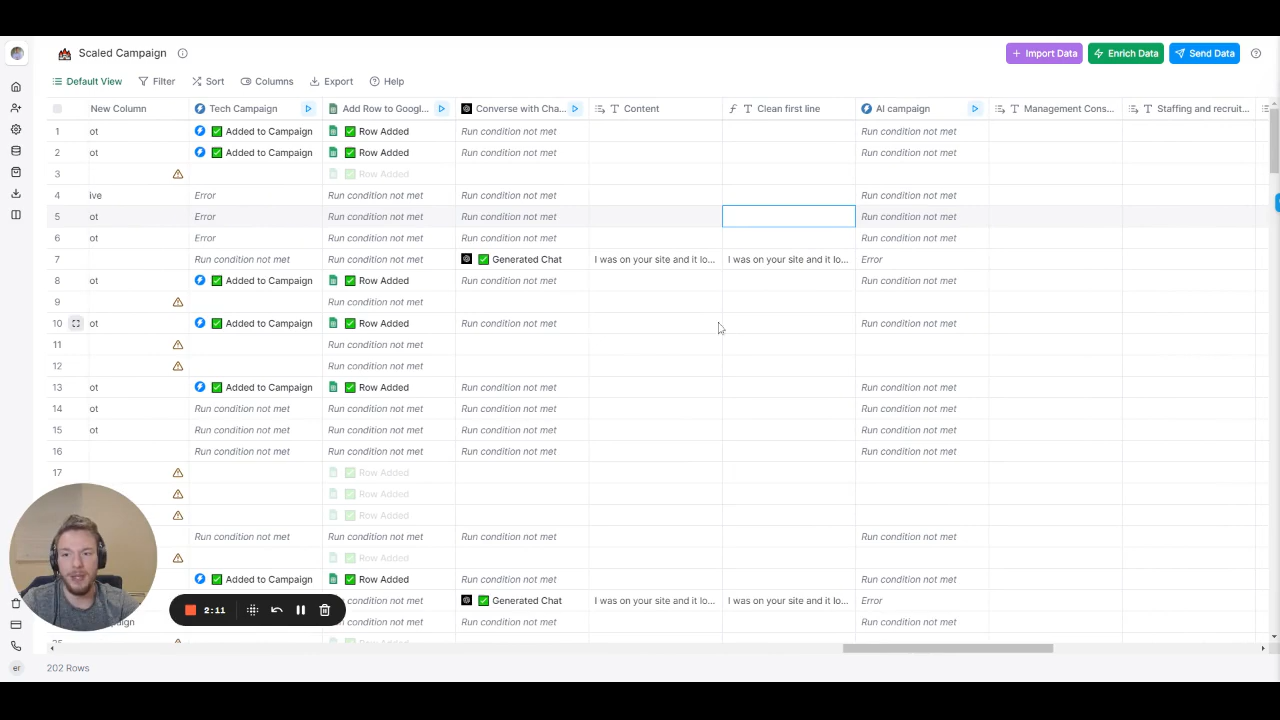 Scaled Campaign
Import Data Enrich Data Send Data
Default View Filter Sort Columns Export Help
New Column Tech Campaign Add Row to Googl... Converse with Cha... Content Clean first line AI campaign Management Cons... Staffing and recruit...
1 ot Added to Campaign Row Added Run condition not met Run condition not met
2 ot Added to Campaign Row Added Run condition not met Run condition not met
3 Row Added
4 ive Error Run condition not met Run condition not met Run condition not met
5 ot Error Run condition not met Run condition not met Run condition not met
6 ot Error Run condition not met Run condition not met Run condition not met
7 Run condition not met Run condition not met Generated Chat I was on your site and it lo... I was on your site and it lo... Error
8 ot Added to Campaign Row Added Run condition not met Run condition not met
9 Run condition not met
10 ot Added to Campaign Row Added Run condition not met Run condition not met
11 Run condition not met
12 Run condition not met
13 ot Added to Campaign Row Added Run condition not met Run condition not met
14 ot Run condition not met Run condition not met Run condition not met Run condition not met
15 ot Run condition not met Run condition not met Run condition not met Run condition not met
16 Run condition not met Run condition not met Run condition not met Run condition not met
17 Row Added
Row Added
Row Added
Run condition not met Run condition not met Run condition not met Run condition not met
Row Added
Added to Campaign Row Added Run condition not met Run condition not met
condition not met Generated Chat I was on your site and it lo... I was on your site and it lo... Error
2:11
Run condition not met Run condition not met
Row Added
er 202 Rows